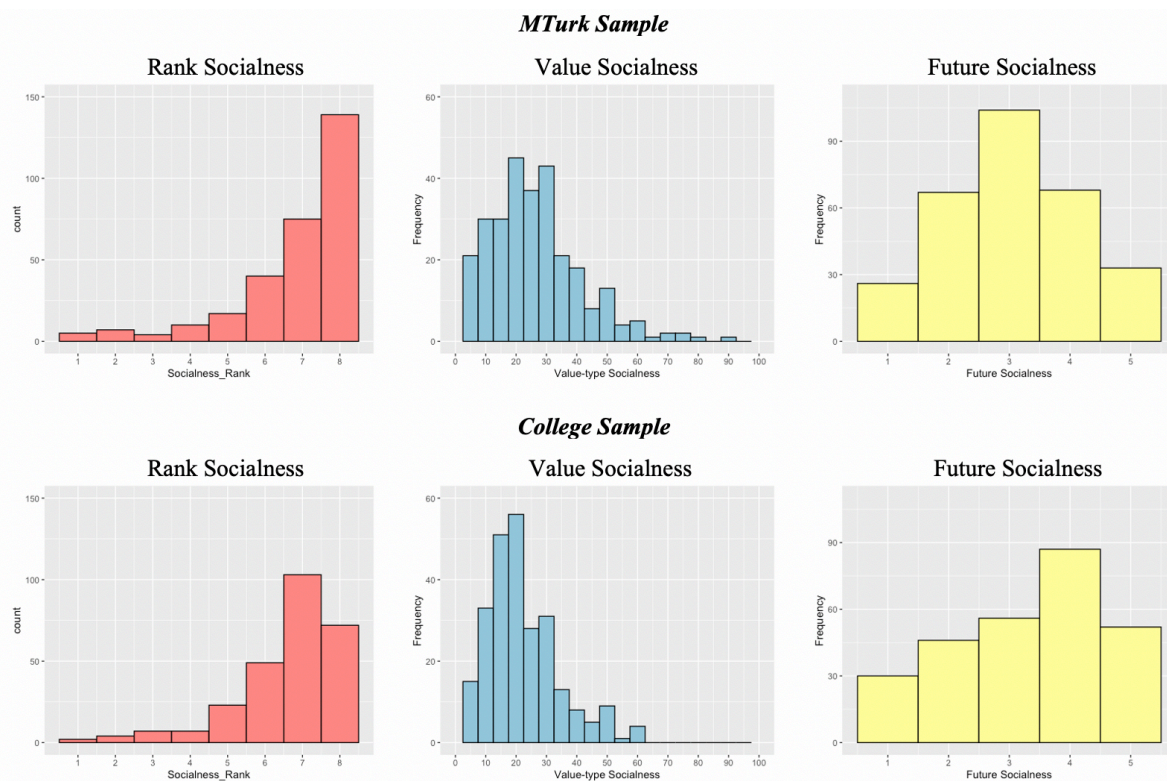 MTurk Sample
Rank Socialness
150
100
50
0
count
1 2 3 4 5 6 7 8
Socialness_Rank
Value Socialness
60
40
20
0
Frequency
0 10 20 30 40 50 60 70 80 90 100
Value-type Socialness
Future Socialness
90
60
30
0
Frequency
1 2 3 4 5
Future Socialness
College Sample
Rank Socialness
150
100
50
0
count
1 2 3 4 5 6 7 8
Socialness_Rank
Value Socialness
60
40
20
0
Frequency
0 10 20 30 40 50 60 70 80 90 100
Value-type Socialness
Future Socialness
90
60
30
0
Frequency
1 2 3 4 5
Future Socialness